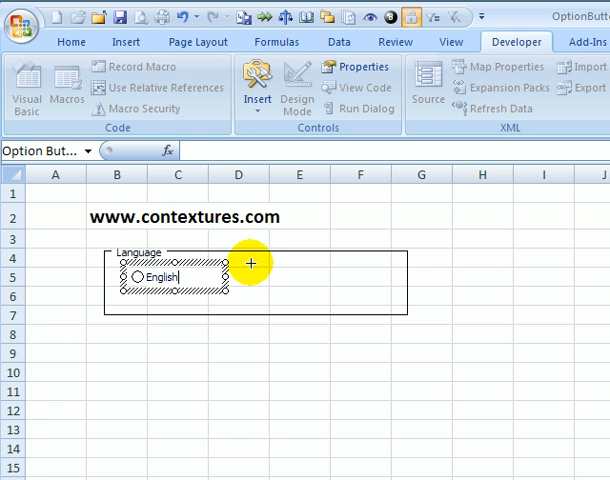 OptionButt
Home Insert Page Layout Formulas Data Review View Developer Add-Ins
Visual Basic
Macros
Record Macro
Use Relative References
Macro Security
Code
Insert
Design Mode
Properties
View Code
Run Dialog
Controls
Source
Map Properties
Expansion Packs
Refresh Data
Import
Export
XML
Option But... fx
A B C D E F G H I J
1
2 www.contextures.com
3
4 Language
5 English
6
7
8
9
10
11
12
13
14
15